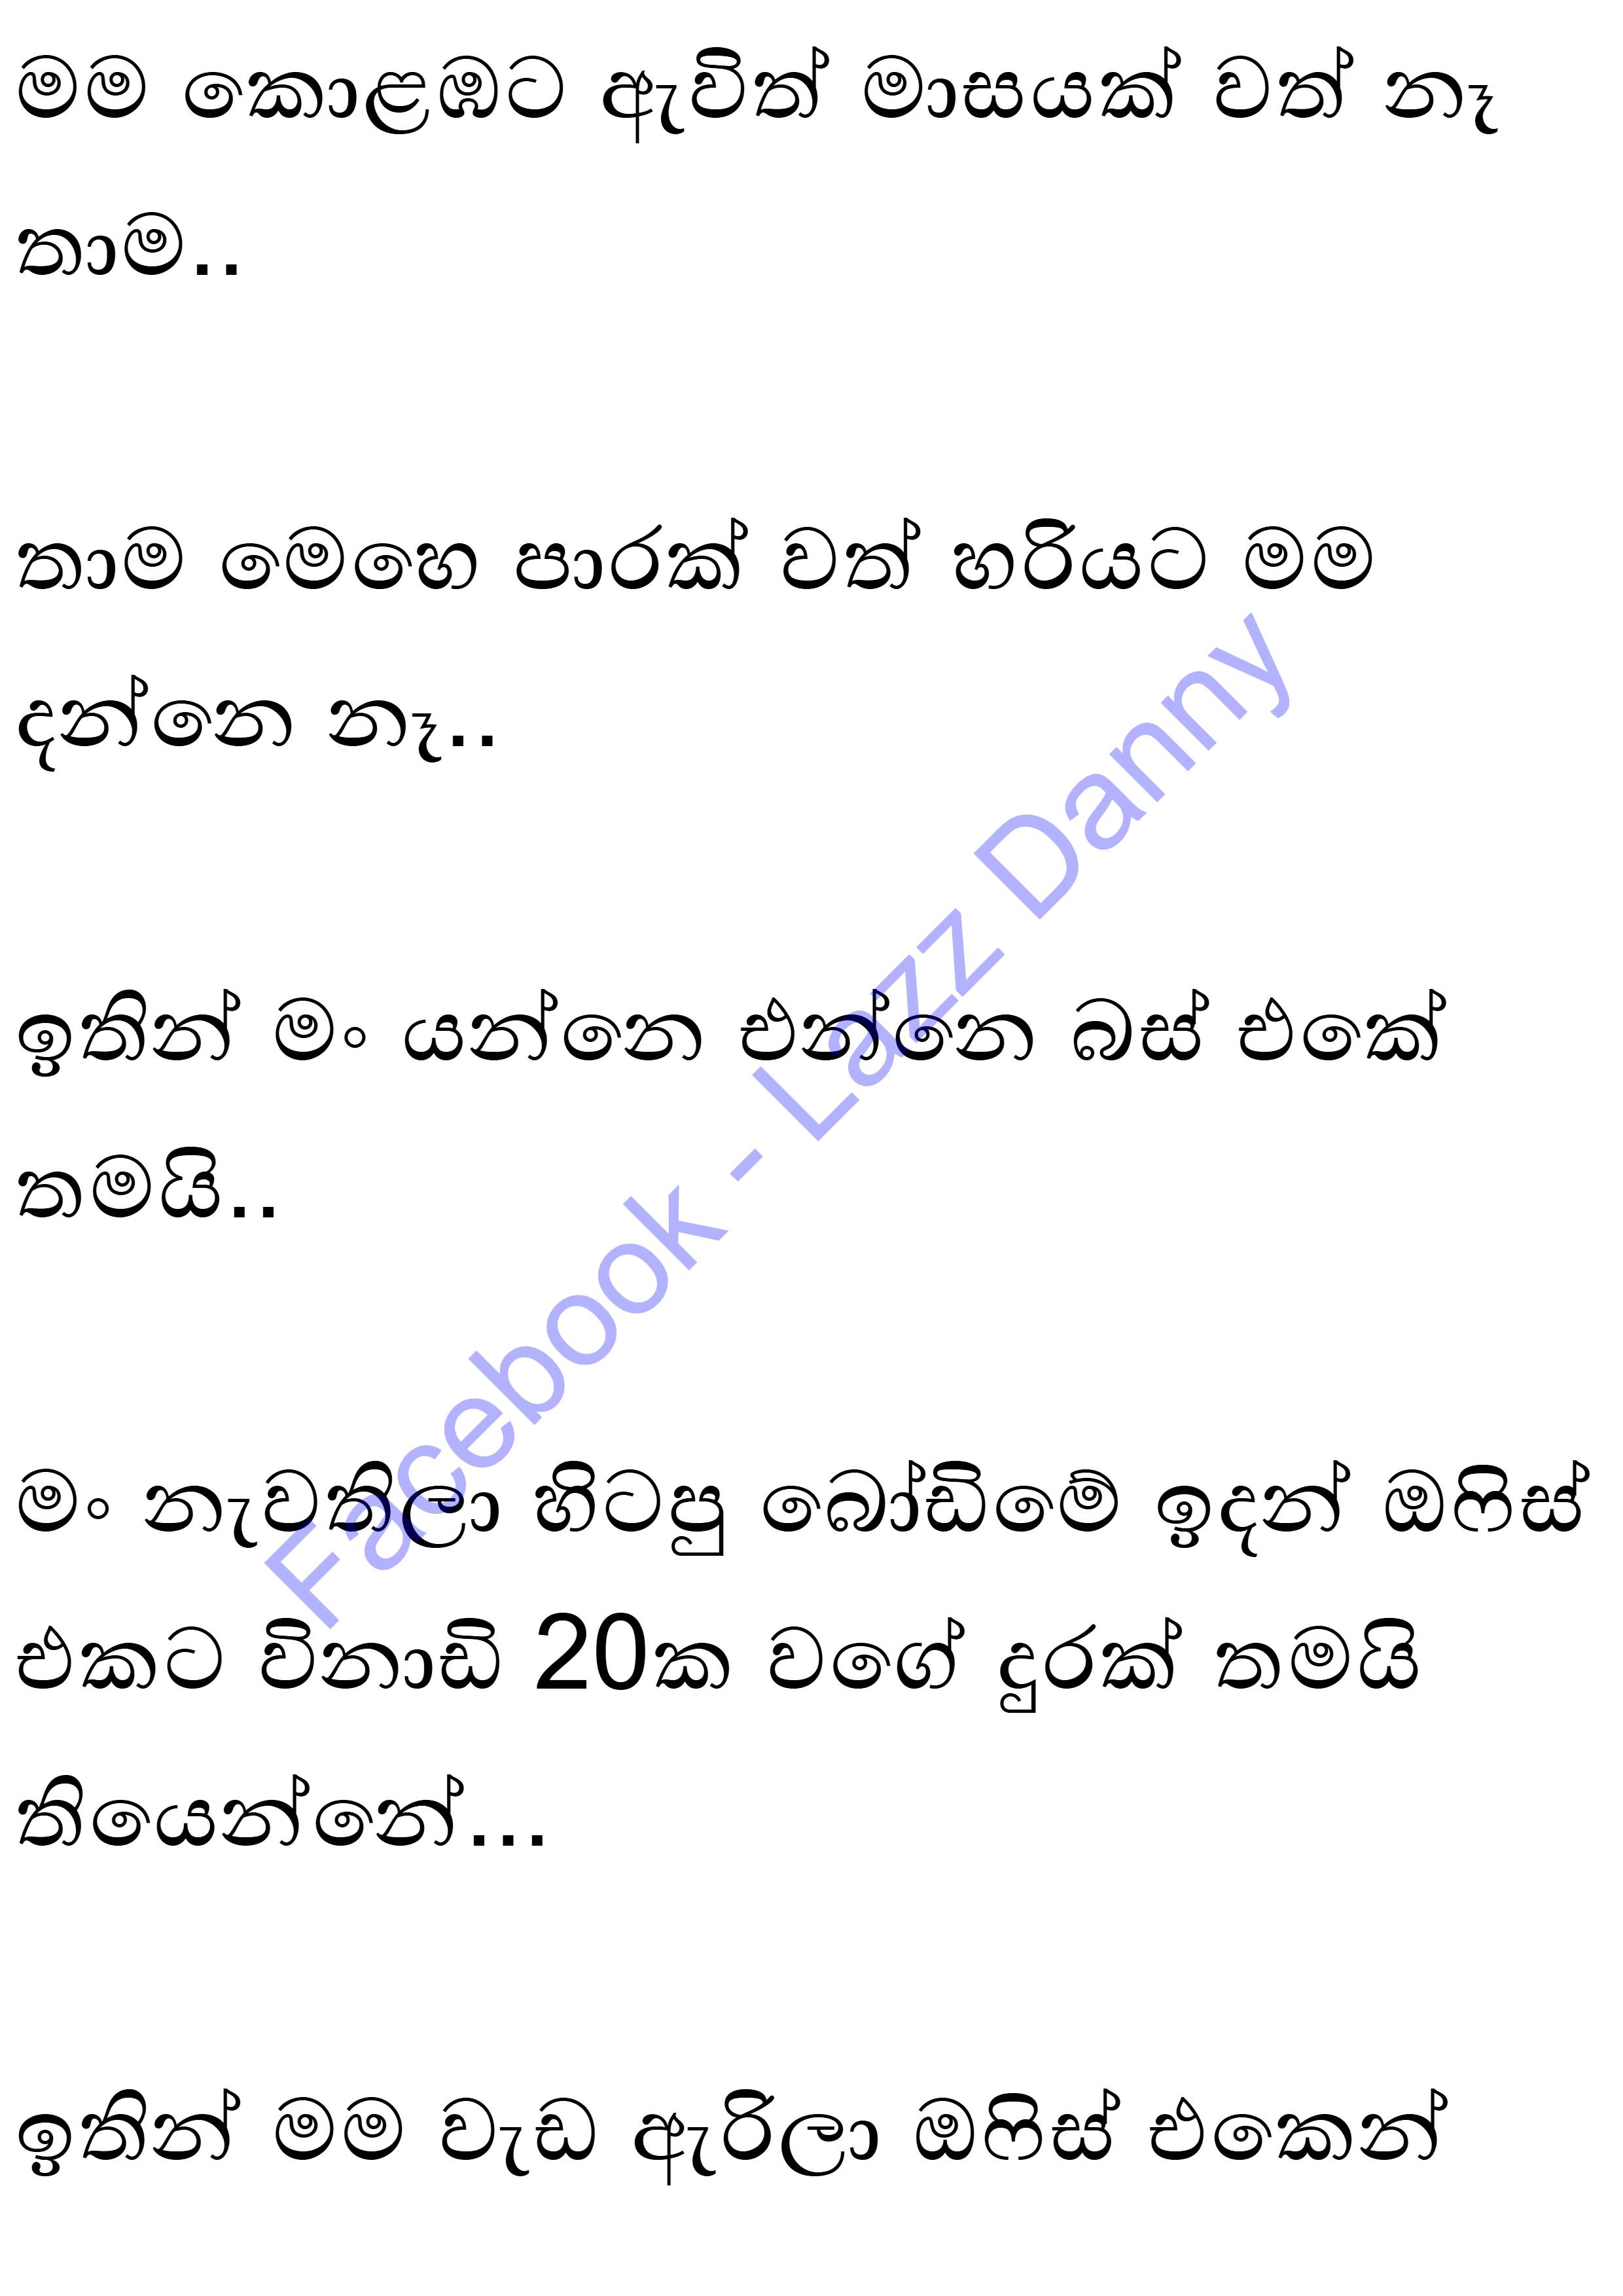 මම කොළඹට ඇවිත් මාසයක් වත් නෑ
තාම..
තාම මෙහෙ පාරක් වත් හරියට මම
දන්නෙ නෑ..
ඉතින් මං යන්නෙ එන්නෙ බස් එකේ
තමයි..
මං නැවතිලා හිටපු බෝඩිමේ ඉදන් ඔෆිස්
එකට විනාඩි 20ක වගේ දුරක් තමයි
තියෙන්නේ...
ඉතින් මම වැඩ ඇරිලා ඔෆිස් එකෙන්
Facebook - Lazz Danny